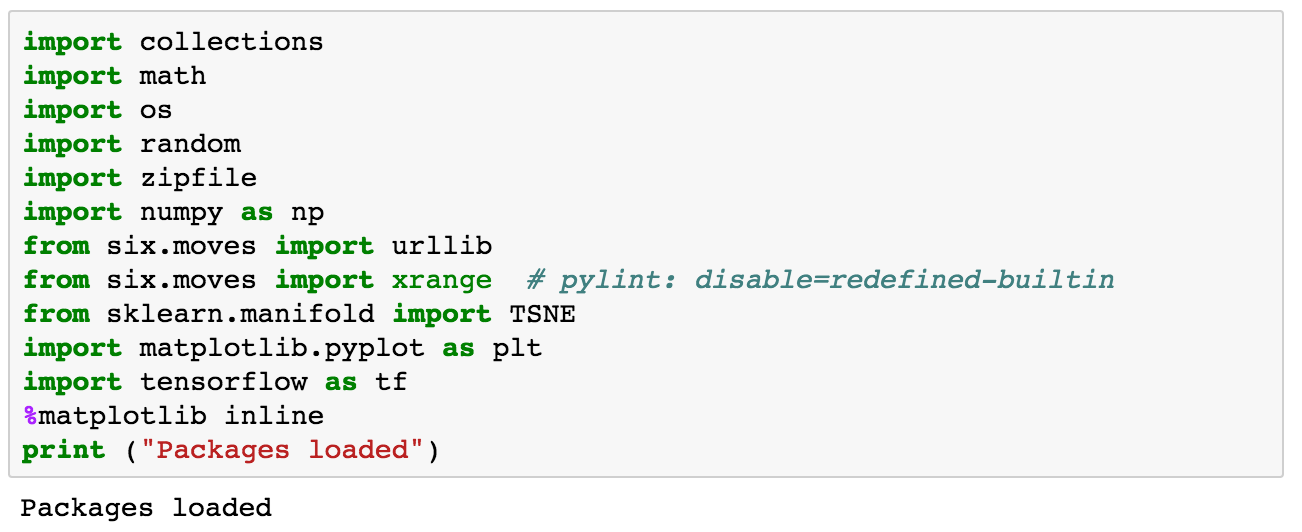 import collections
import math
import os
import random
import zipfile
import numpy as np
from six.moves import urllib
from six.moves import xrange  # pylint: disable=redefined-builtin
from sklearn.manifold import TSNE
import matplotlib.pyplot as plt
import tensorflow as tf
%matplotlib inline
print ("Packages loaded")
Packages loaded